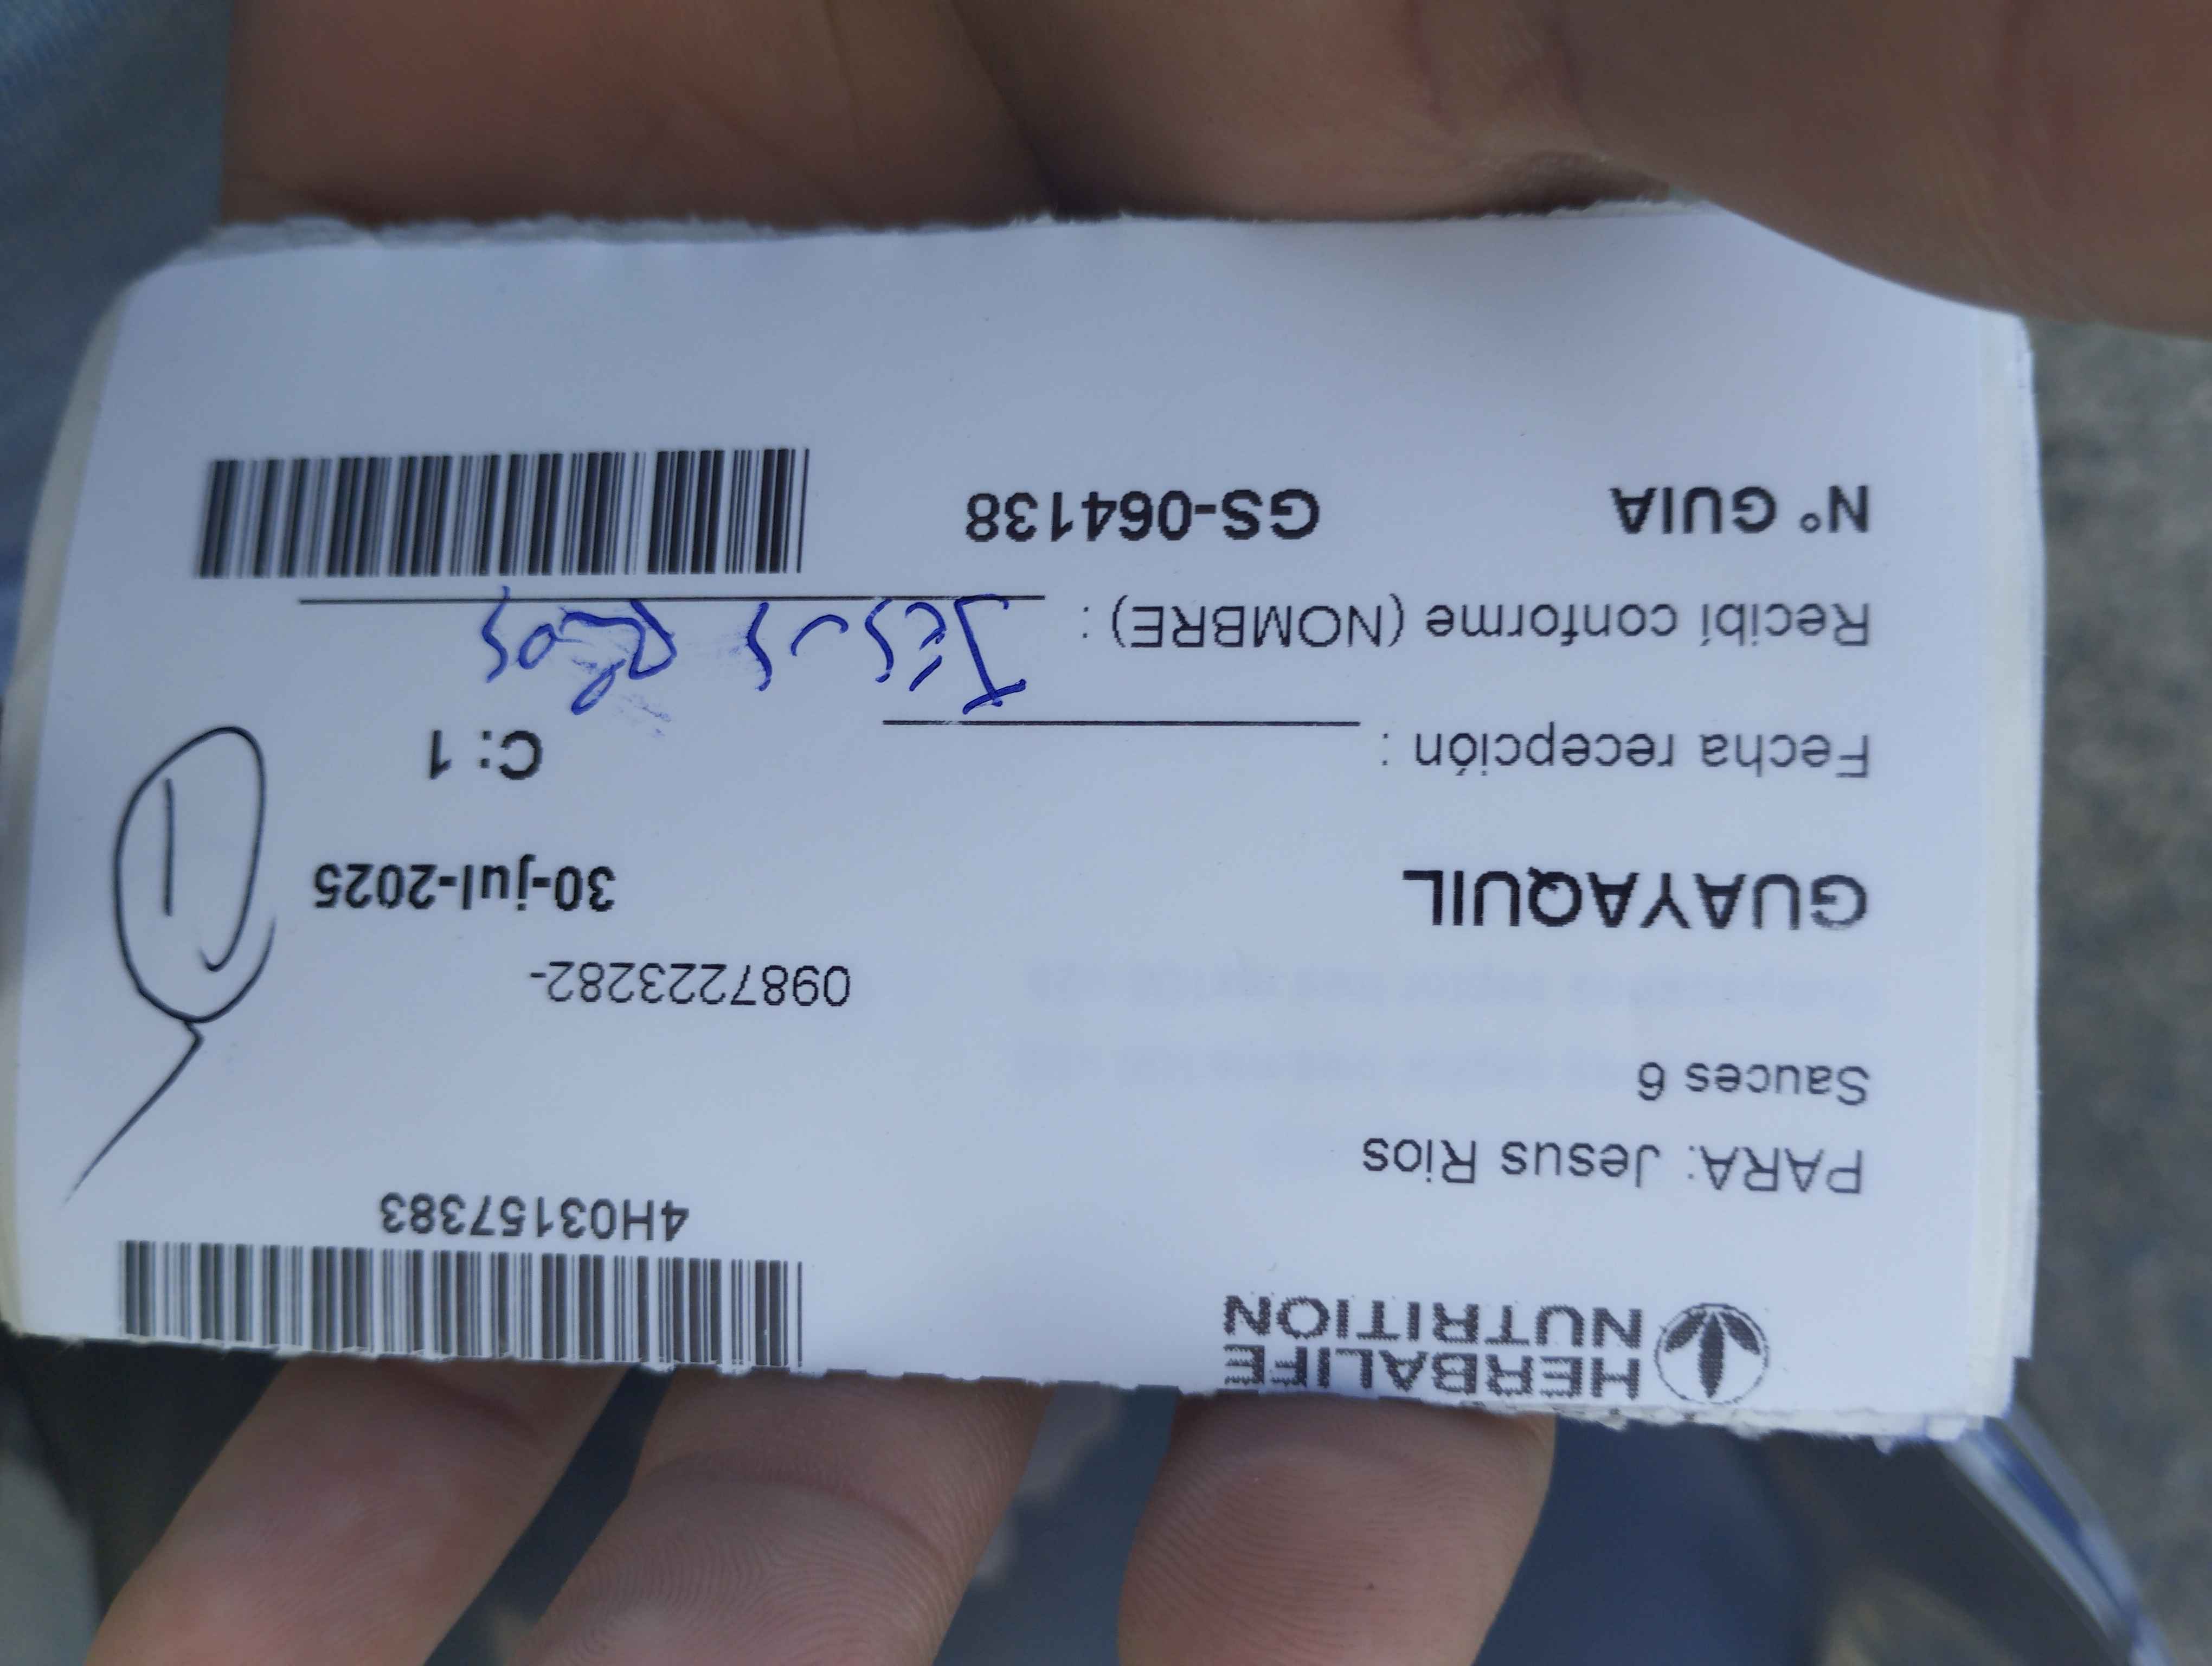 HERBALIFE
NUTRITION
4H03157383
PARA: Jesus Rios
Sauces 6
0987223282-
GUAYAQUIL
30-jul-2025
1
Fecha recepción :
C: 1
Recibí conforme (NOMBRE) : Jesus Rios
N° GUIA GS-064138